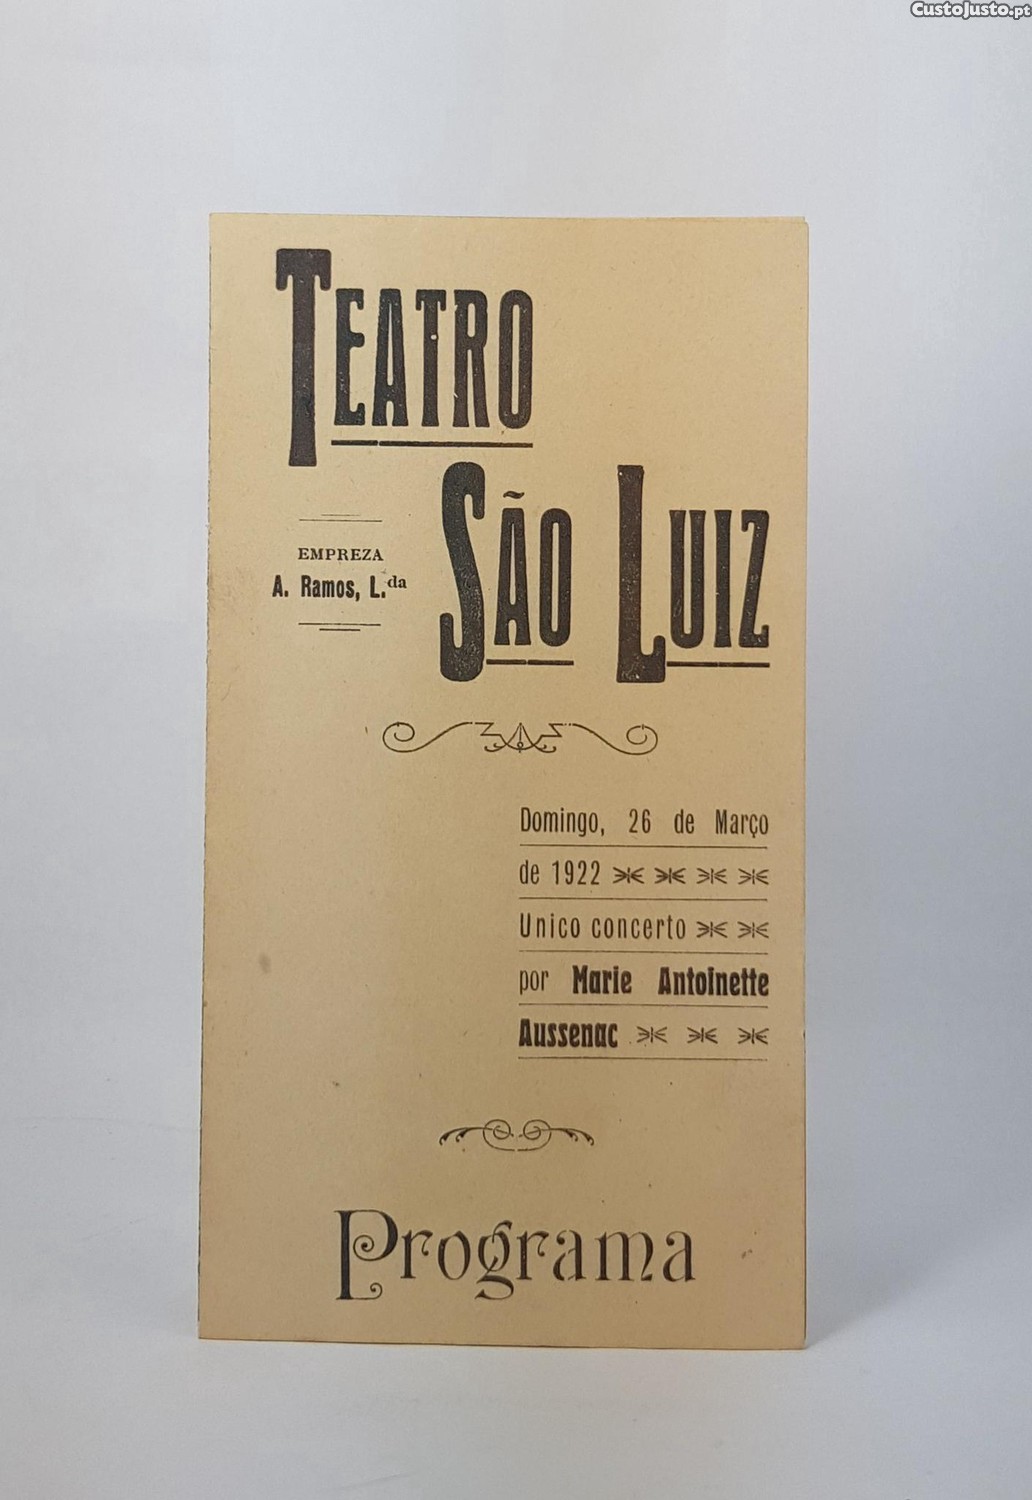 CustoJusto.pt
TEATRO
SÃO LUIZ
EMPREZA
A. Ramos, L.da
Domingo, 26 de Março
de 1922
Unico concerto
por Marie Antoinette
Aussenac
Programa